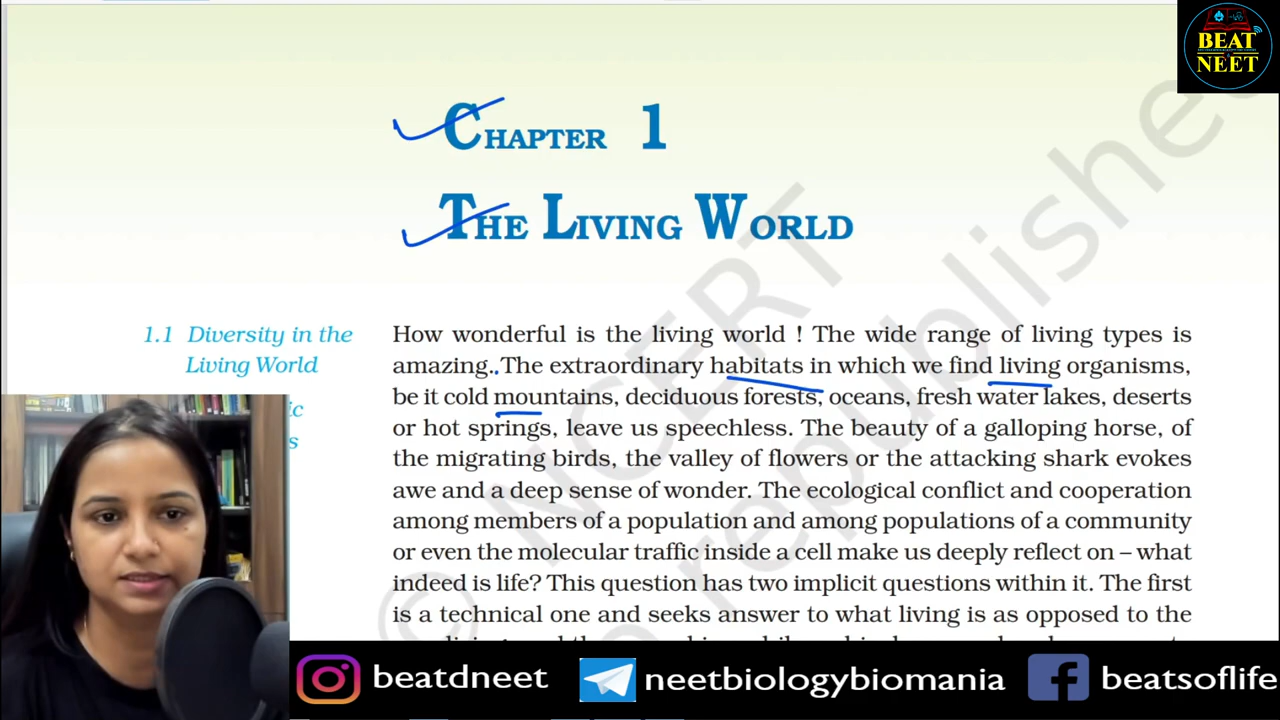 BEAT
NEET
CHAPTER 1
THE LIVING WORLD
1.1 Diversity in the
Living World
How wonderful is the living world ! The wide range of living types is
amazing. The extraordinary habitats in which we find living organisms,
be it cold mountains, deciduous forests, oceans, fresh water lakes, deserts
or hot springs, leave us speechless. The beauty of a galloping horse, of
the migrating birds, the valley of flowers or the attacking shark evokes
awe and a deep sense of wonder. The ecological conflict and cooperation
among members of a population and among populations of a community
or even the molecular traffic inside a cell make us deeply reflect on – what
indeed is life? This question has two implicit questions within it. The first
is a technical one and seeks answer to what living is as opposed to the
© NCERT
republished
beatdneet
neetbiologybiomania
beatsoflife